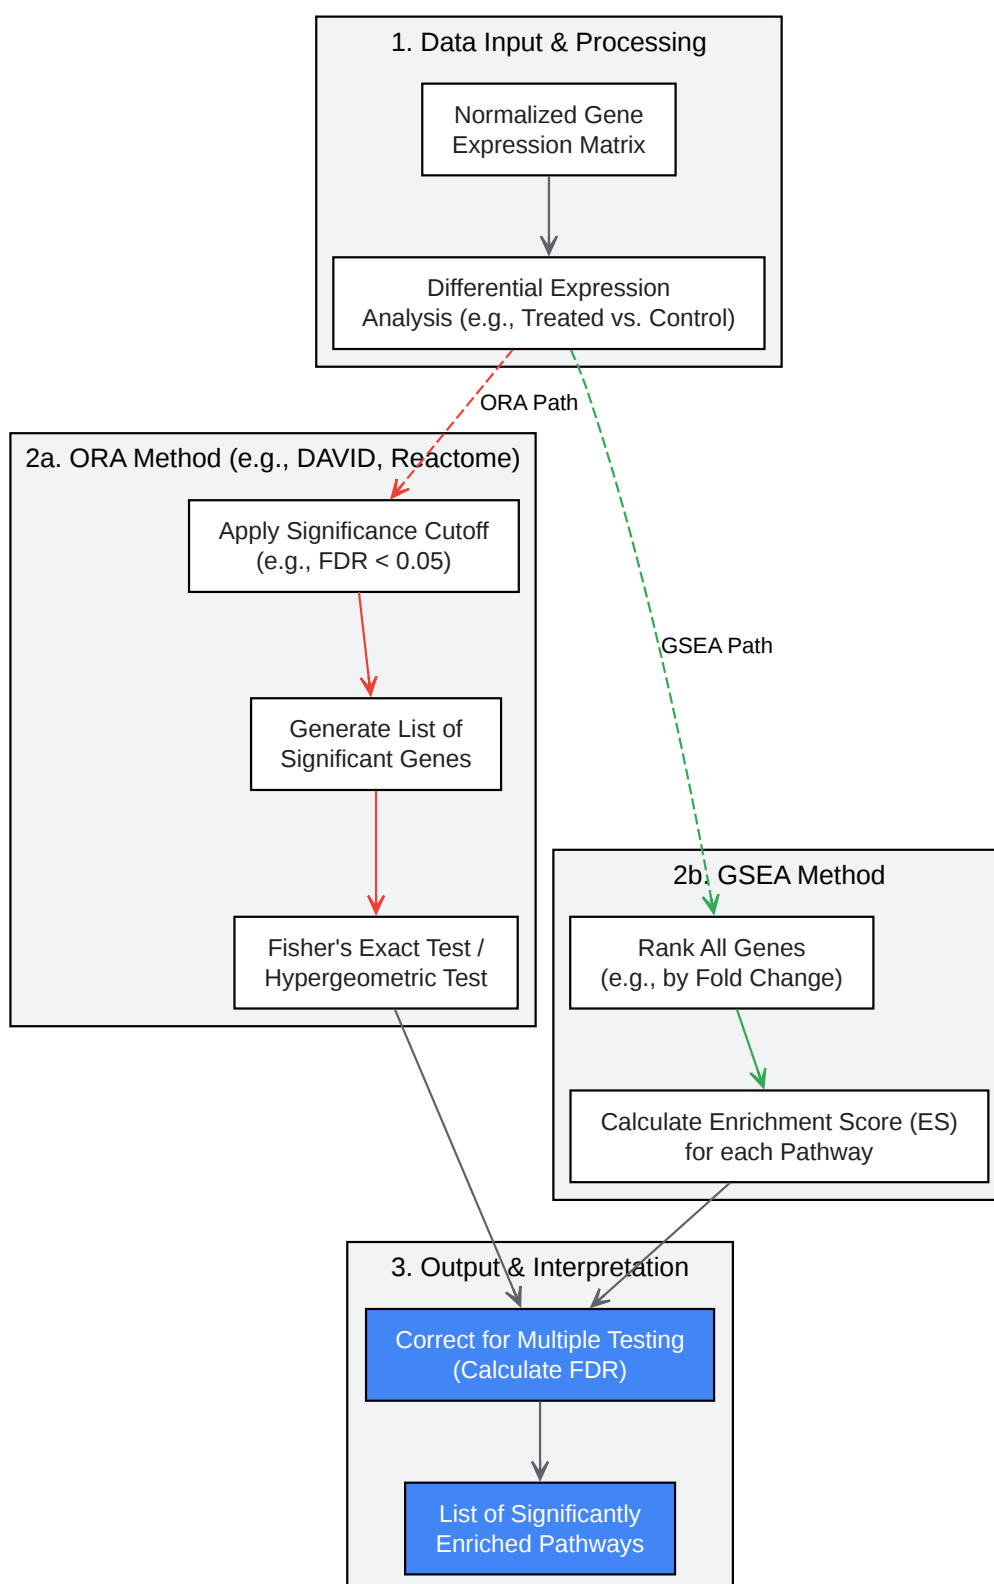 1. Data Input & Processing
Normalized Gene
Expression Matrix
Differential Expression
Analysis (e.g., Treated vs. Control)
ORA Path
2a. ORA Method (e.g., DAVID, Reactome)
Apply Significance Cutoff
(e.g., FDR < 0.05)
GSEA Path
Generate List of
Significant Genes
2b. GSEA Method
Fisher's Exact Test /
Hypergeometric Test
Rank All Genes
(e.g., by Fold Change)
Calculate Enrichment Score (ES)
for each Pathway
3. Output & Interpretation
Correct for Multiple Testing
(Calculate FDR)
List of Significantly
Enriched Pathways